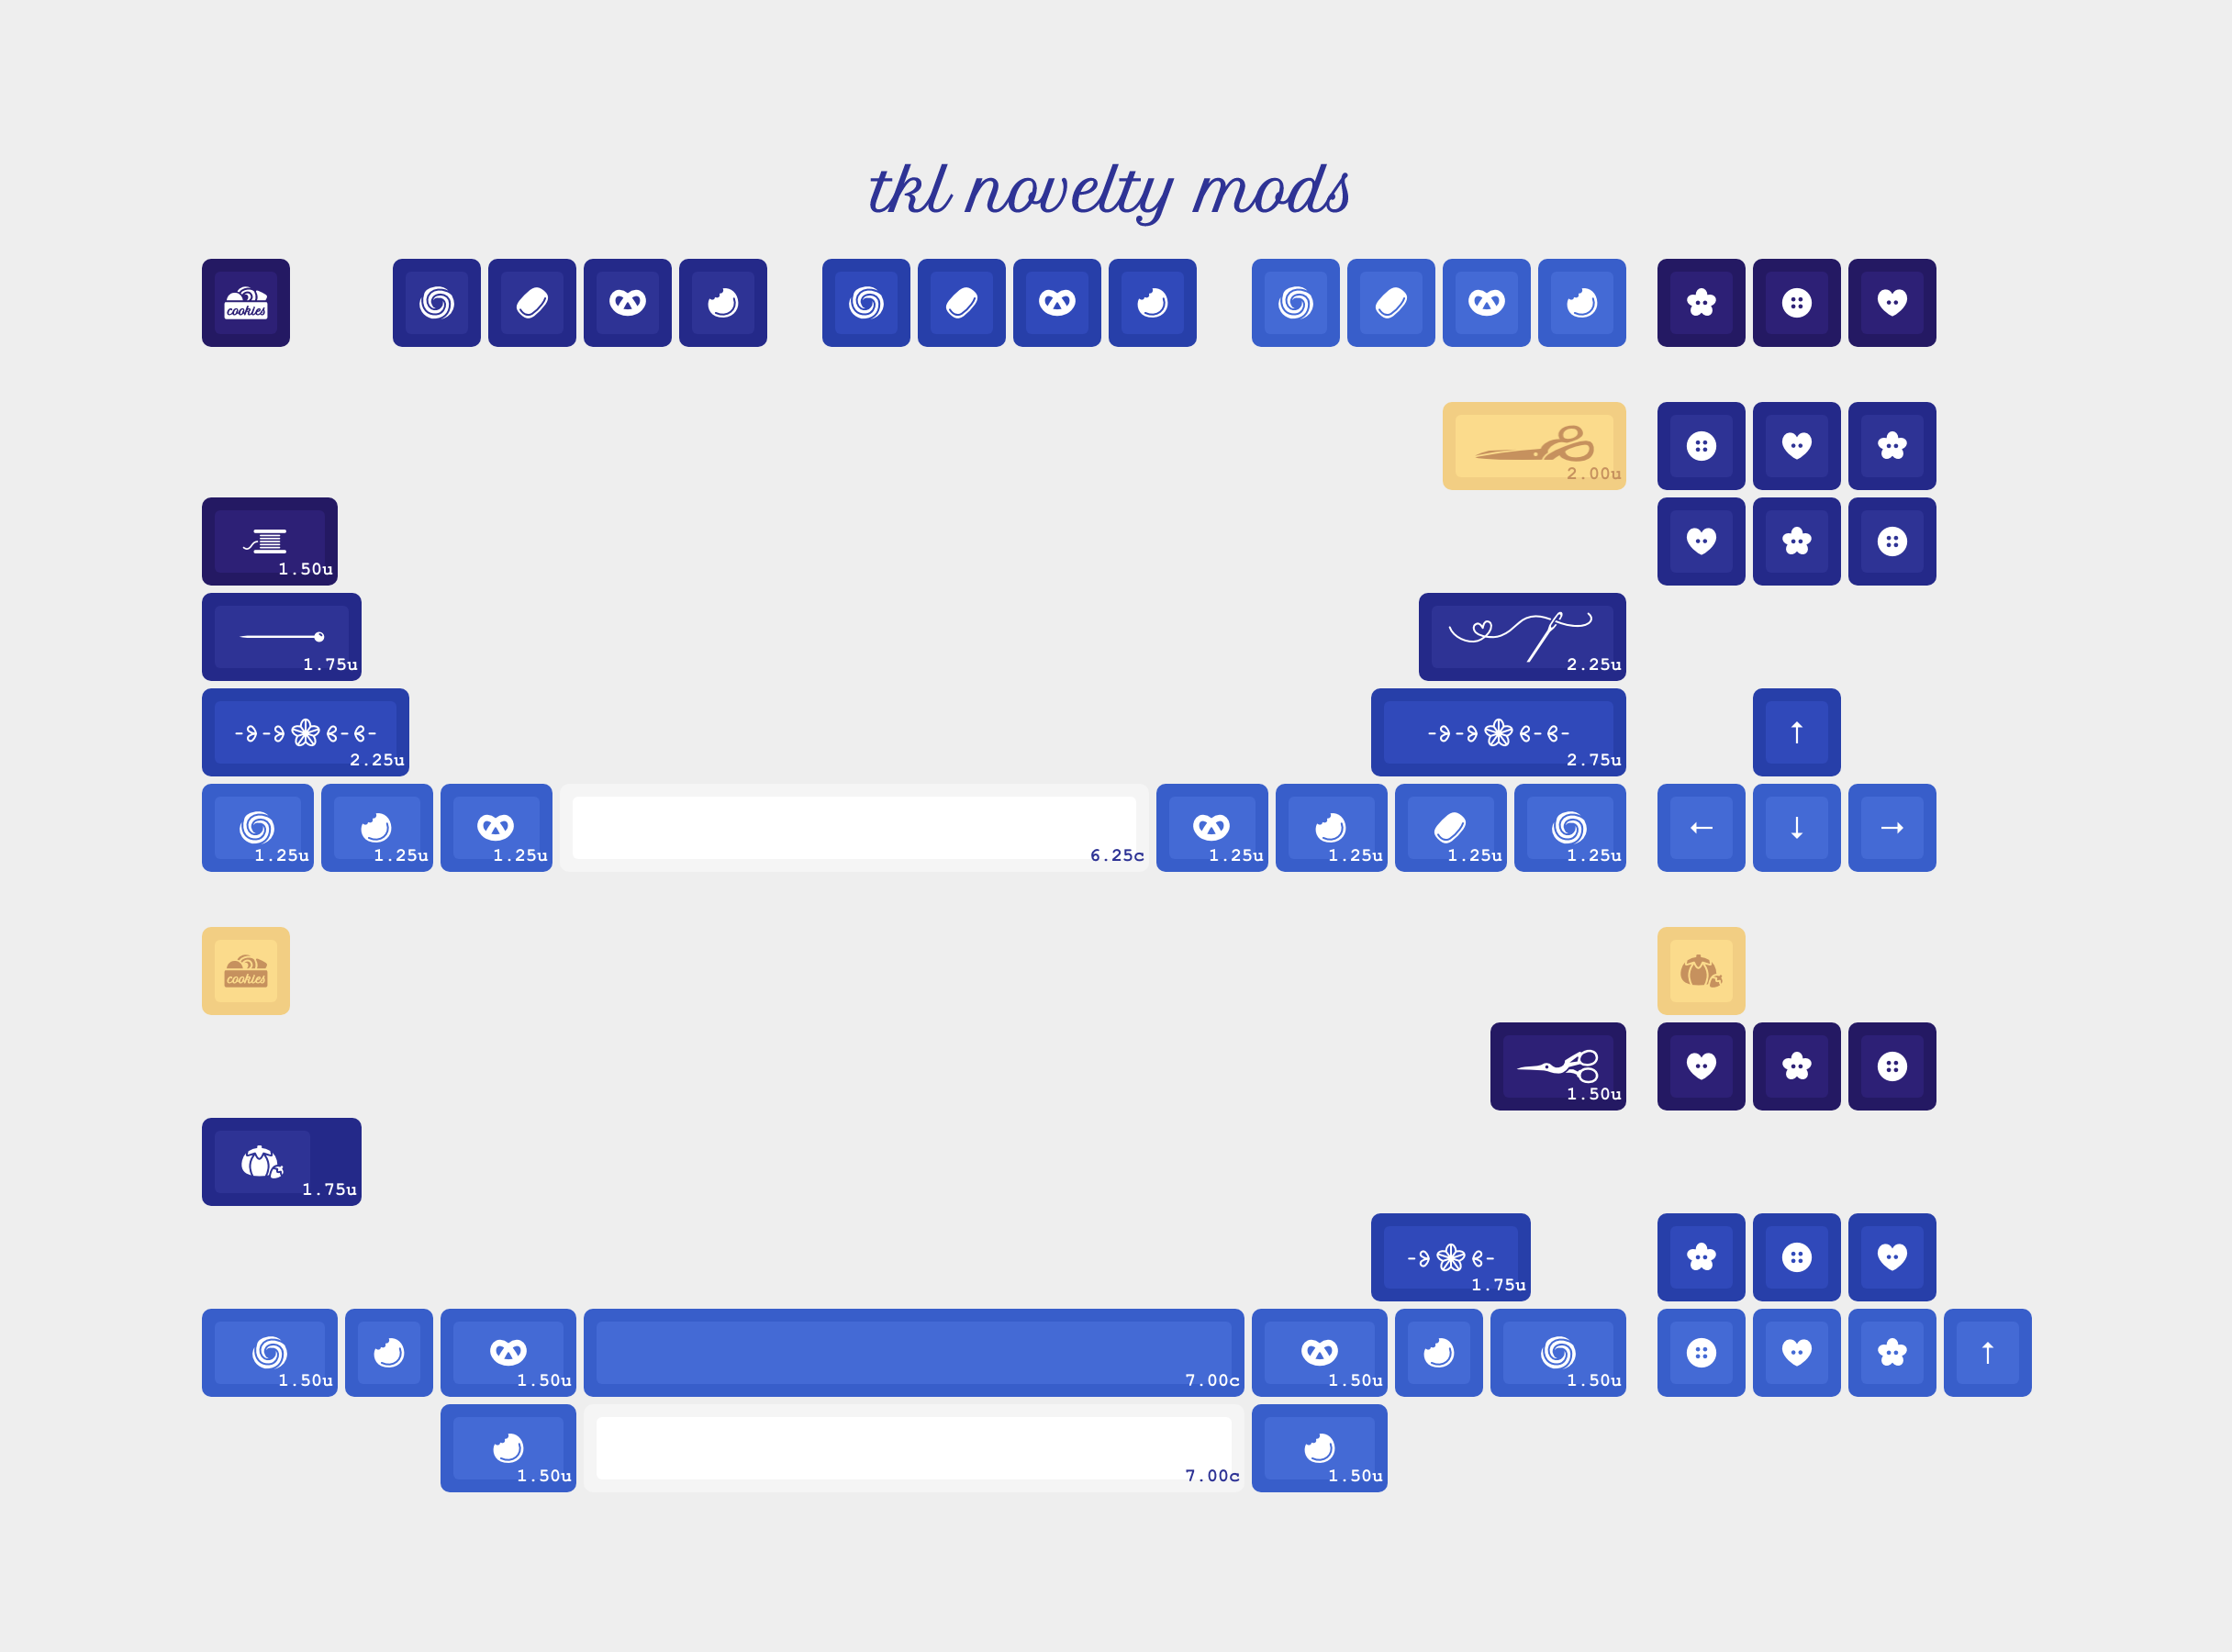 tkl novelty mods
cookies
2.00u
1.50u
1.75u 2.25u
2.25u 2.75u ↑
1.25u 1.25u 1.25u 6.25c 1.25u 1.25u 1.25u 1.25u ← ↓ →
cookies
1.50u
1.75u
1.75u
1.50u 1.50u 7.00c 1.50u 1.50u ↑
1.50u 7.00c 1.50u